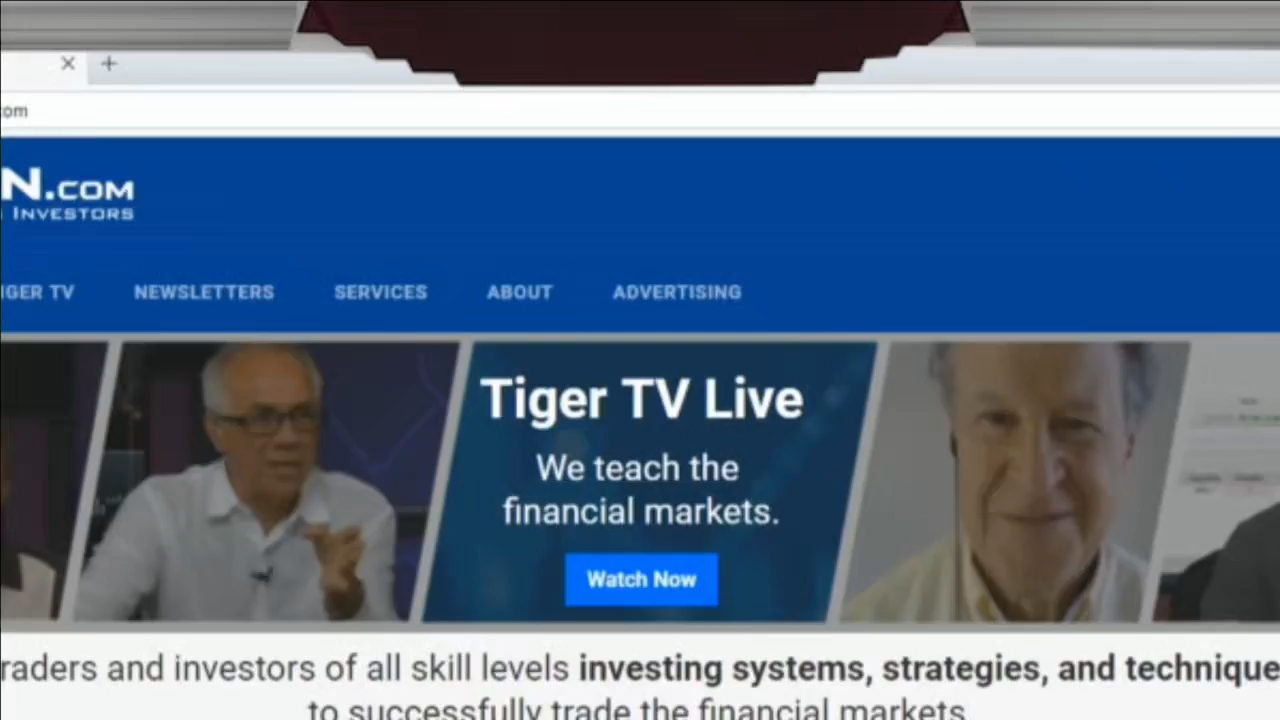 com
N.COM
INVESTORS
IGER TV NEWSLETTERS SERVICES ABOUT ADVERTISING
Tiger TV Live
We teach the
financial markets.
Watch Now
raders and investors of all skill levels investing systems, strategies, and technique
to successfully trade the financial markets